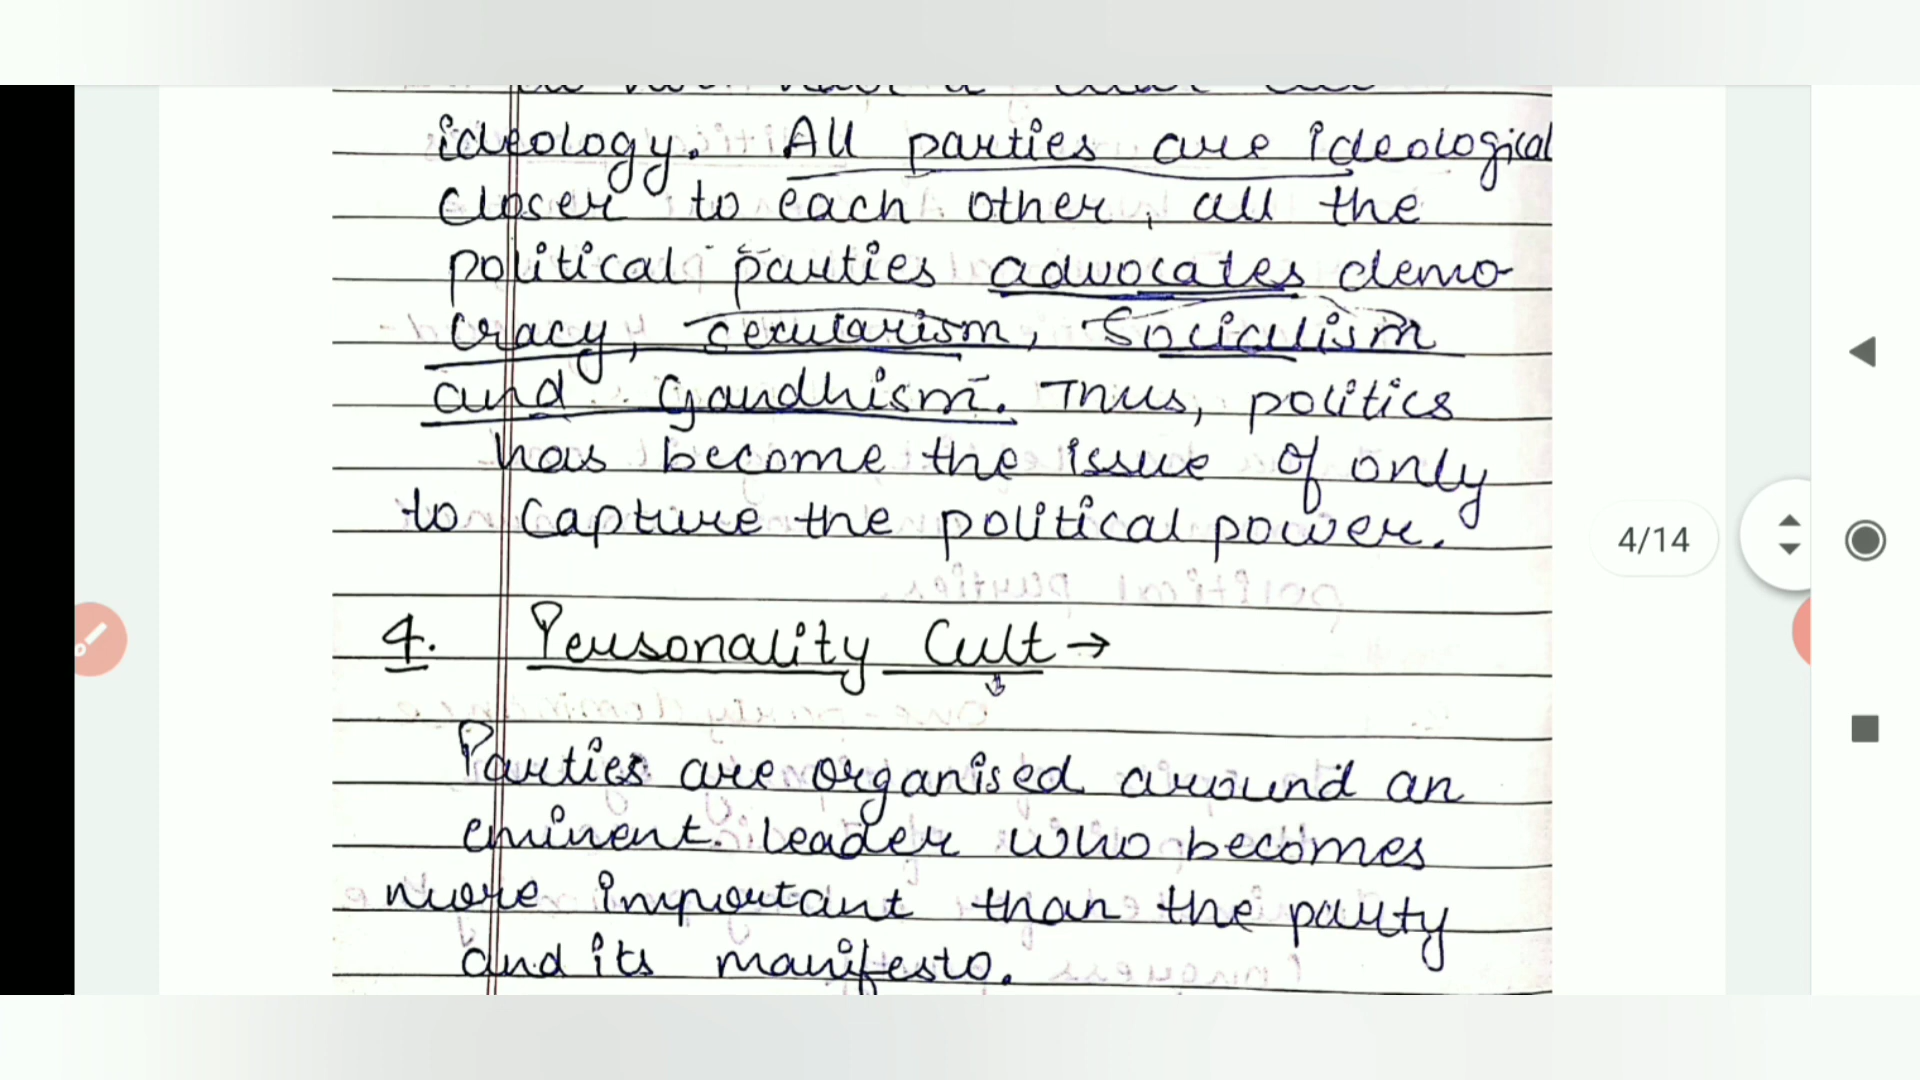 ideology. All parties are ideological
closer to each other, all the
political parties advocates demo
cracy, cecularism, Socialism
and Gandhism. Thus, politics
has become the issue of only
to capture the political power.
4/14
4. Personality Cult →
Parties are organised around an
eminent leader who becomes
more important than the party
and its manifesto.